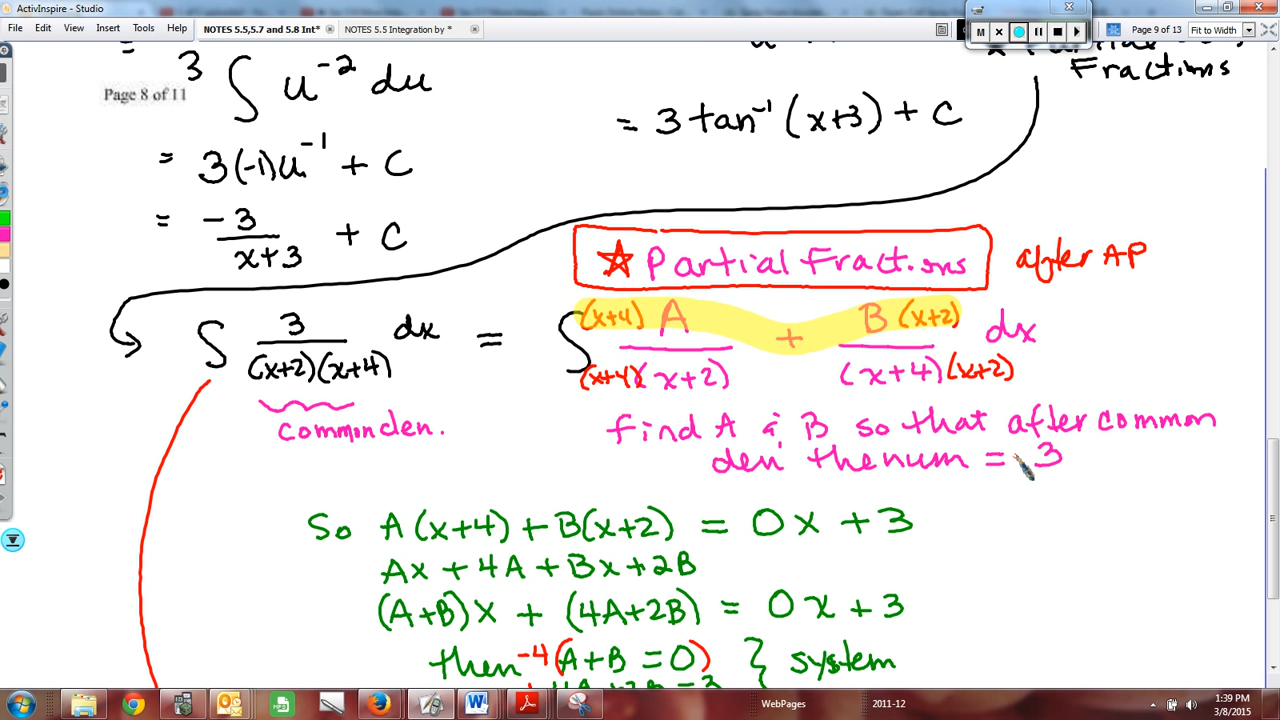 ActivInspire - Studio
File Edit View Insert Tools Help
NOTES 5.5,5.7 and 5.8 Int* × NOTES 5.5 Integration by * ×
M
Page 9 of 13 Fit to Width
3 ∫ u^-2 du
Page 8 of 11
Fractions
= 3 tan^-1 (x+3) + C
= 3(-1)u^-1 + C
= -3/(x+3) + C
☆ Partial Fractions after AP
∫ 3/((x+2)(x+4)) dx = ∫ (x+4) A/((x+4)(x+2)) + B (x+2)/((x+4)(x+2)) dx
common den.
find A & B so that after common
den the num = 3
So A(x+4) + B(x+2) = 0x + 3
Ax + 4A + Bx + 2B
(A+B)x + (4A+2B) = 0x + 3
then -4(A+B = 0) } system
WebPages 2011-12
1:39 PM
3/8/2015